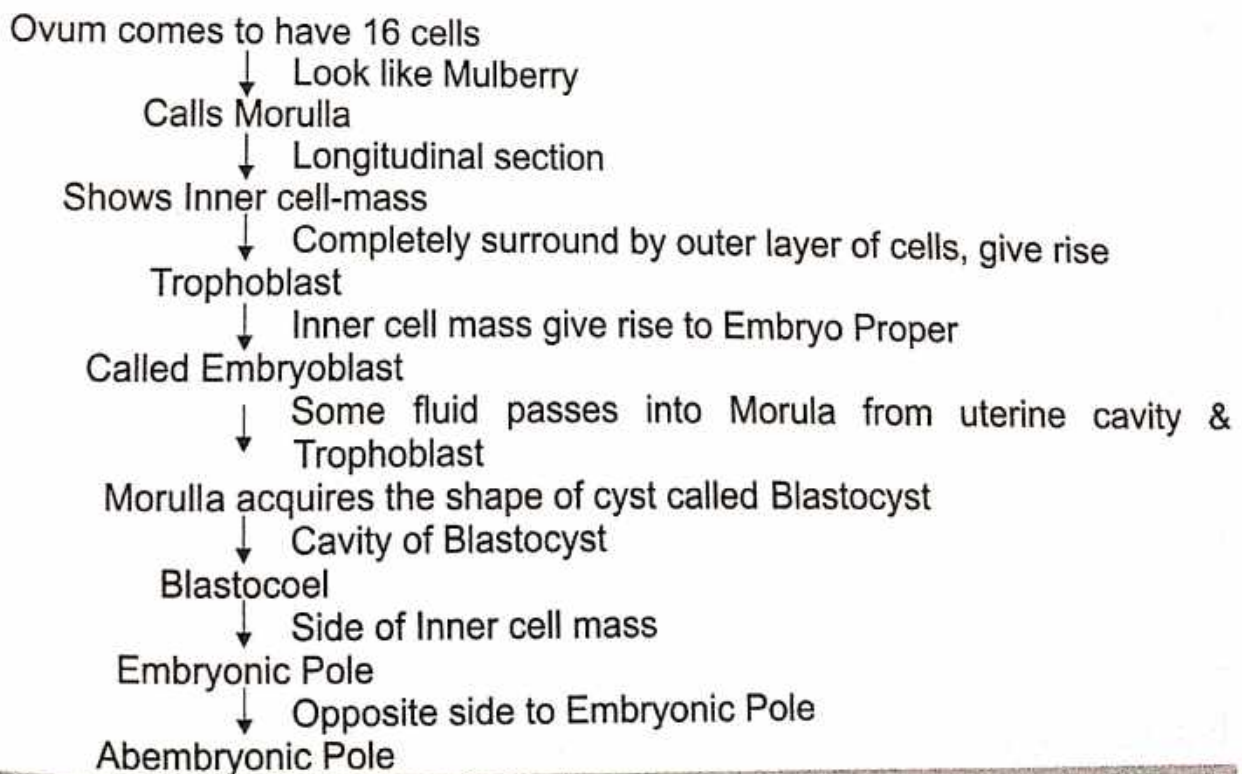 Ovum comes to have 16 cells
Look like Mulberry
Calls Morulla
Longitudinal section
Shows Inner cell-mass
Completely surround by outer layer of cells, give rise
Trophoblast
Inner cell mass give rise to Embryo Proper
Called Embryoblast
Some fluid passes into Morula from uterine cavity &
Trophoblast
Morulla acquires the shape of cyst called Blastocyst
Cavity of Blastocyst
Blastocoel
Side of Inner cell mass
Embryonic Pole
Opposite side to Embryonic Pole
Abembryonic Pole